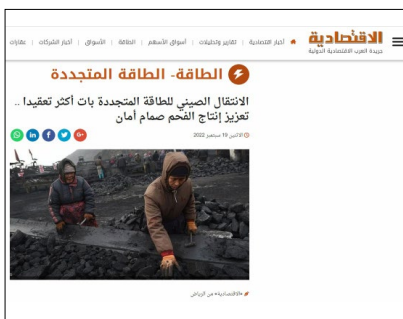 الاقتصادية
جريدة العرب الاقتصادية الدولية
أخبار اقتصادية | تقارير وتحليلات | أسواق الأسهم | الطاقة | الأسواق | أخبار الشركات | عقارات
الطاقة- الطاقة المتجددة
الانتقال الصيني للطاقة المتجددة بات أكثر تعقيدا ..
تعزيز إنتاج الفحم صمام أمان
الاثنين 19 سبتمبر 2022
«الاقتصادية» من الرياض